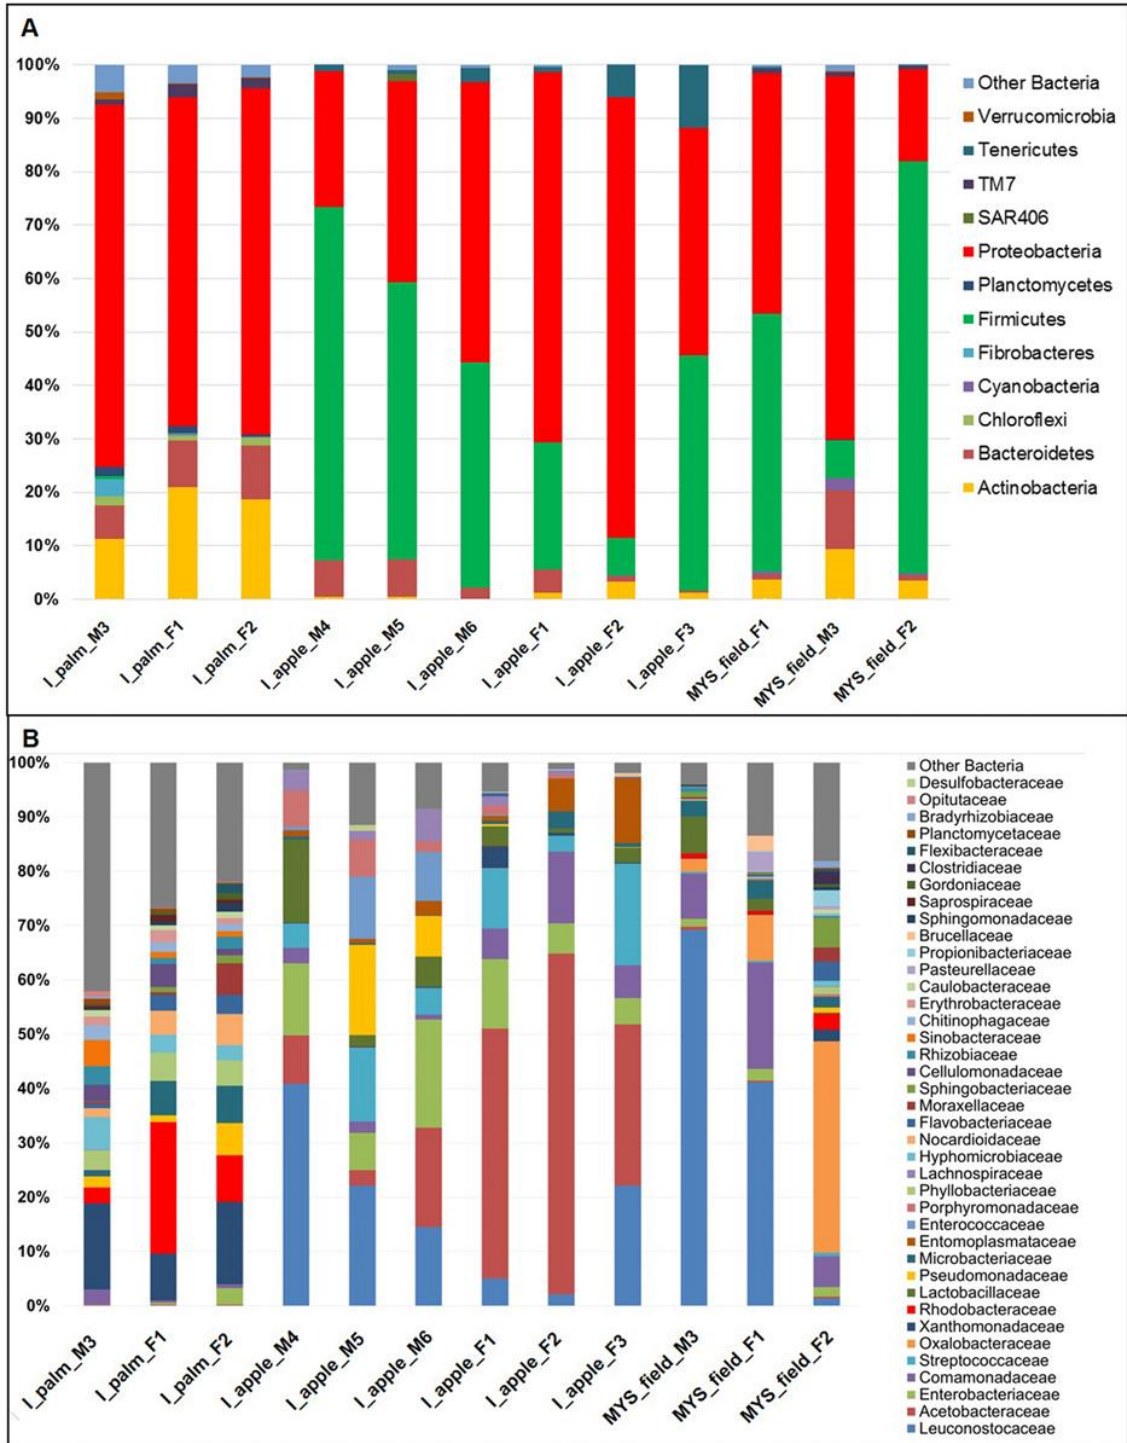 A
100%
90%
80%
70%
60%
50%
40%
30%
20%
10%
0%
I_palm_M3
I_palm_F1
I_palm_F2
I_apple_M4
I_apple_M5
I_apple_M6
I_apple_F1
I_apple_F2
I_apple_F3
MYS_field_F1
MYS_field_M3
MYS_field_F2
Other Bacteria
Verrucomicrobia
Tenericutes
TM7
SAR406
Proteobacteria
Planctomycetes
Firmicutes
Fibrobacteres
Cyanobacteria
Chloroflexi
Bacteroidetes
Actinobacteria
B
100%
90%
80%
70%
60%
50%
40%
30%
20%
10%
0%
I_palm_M3
I_palm_F1
I_palm_F2
I_apple_M4
I_apple_M5
I_apple_M6
I_apple_F1
I_apple_F2
I_apple_F3
MYS_field_M3
MYS_field_F1
MYS_field_F2
Other Bacteria
Desulfobacteraceae
Opitutaceae
Bradyrhizobiaceae
Planctomycetaceae
Flexibacteraceae
Clostridiaceae
Gordoniaceae
Saprospiraceae
Sphingomonadaceae
Brucellaceae
Propionibacteriaceae
Pasteurellaceae
Caulobacteraceae
Erythrobacteraceae
Chitinophagaceae
Sinobacteraceae
Rhizobiaceae
Cellulomonadaceae
Sphingobacteriaceae
Moraxellaceae
Flavobacteriaceae
Nocardioidaceae
Hyphomicrobiaceae
Lachnospiraceae
Phyllobacteriaceae
Porphyromonadaceae
Enterococcaceae
Entomoplasmataceae
Microbacteriaceae
Pseudomonadaceae
Lactobacillaceae
Rhodobacteraceae
Xanthomonadaceae
Oxalobacteraceae
Streptococcaceae
Comamonadaceae
Enterobacteriaceae
Acetobacteraceae
Leuconostocaceae